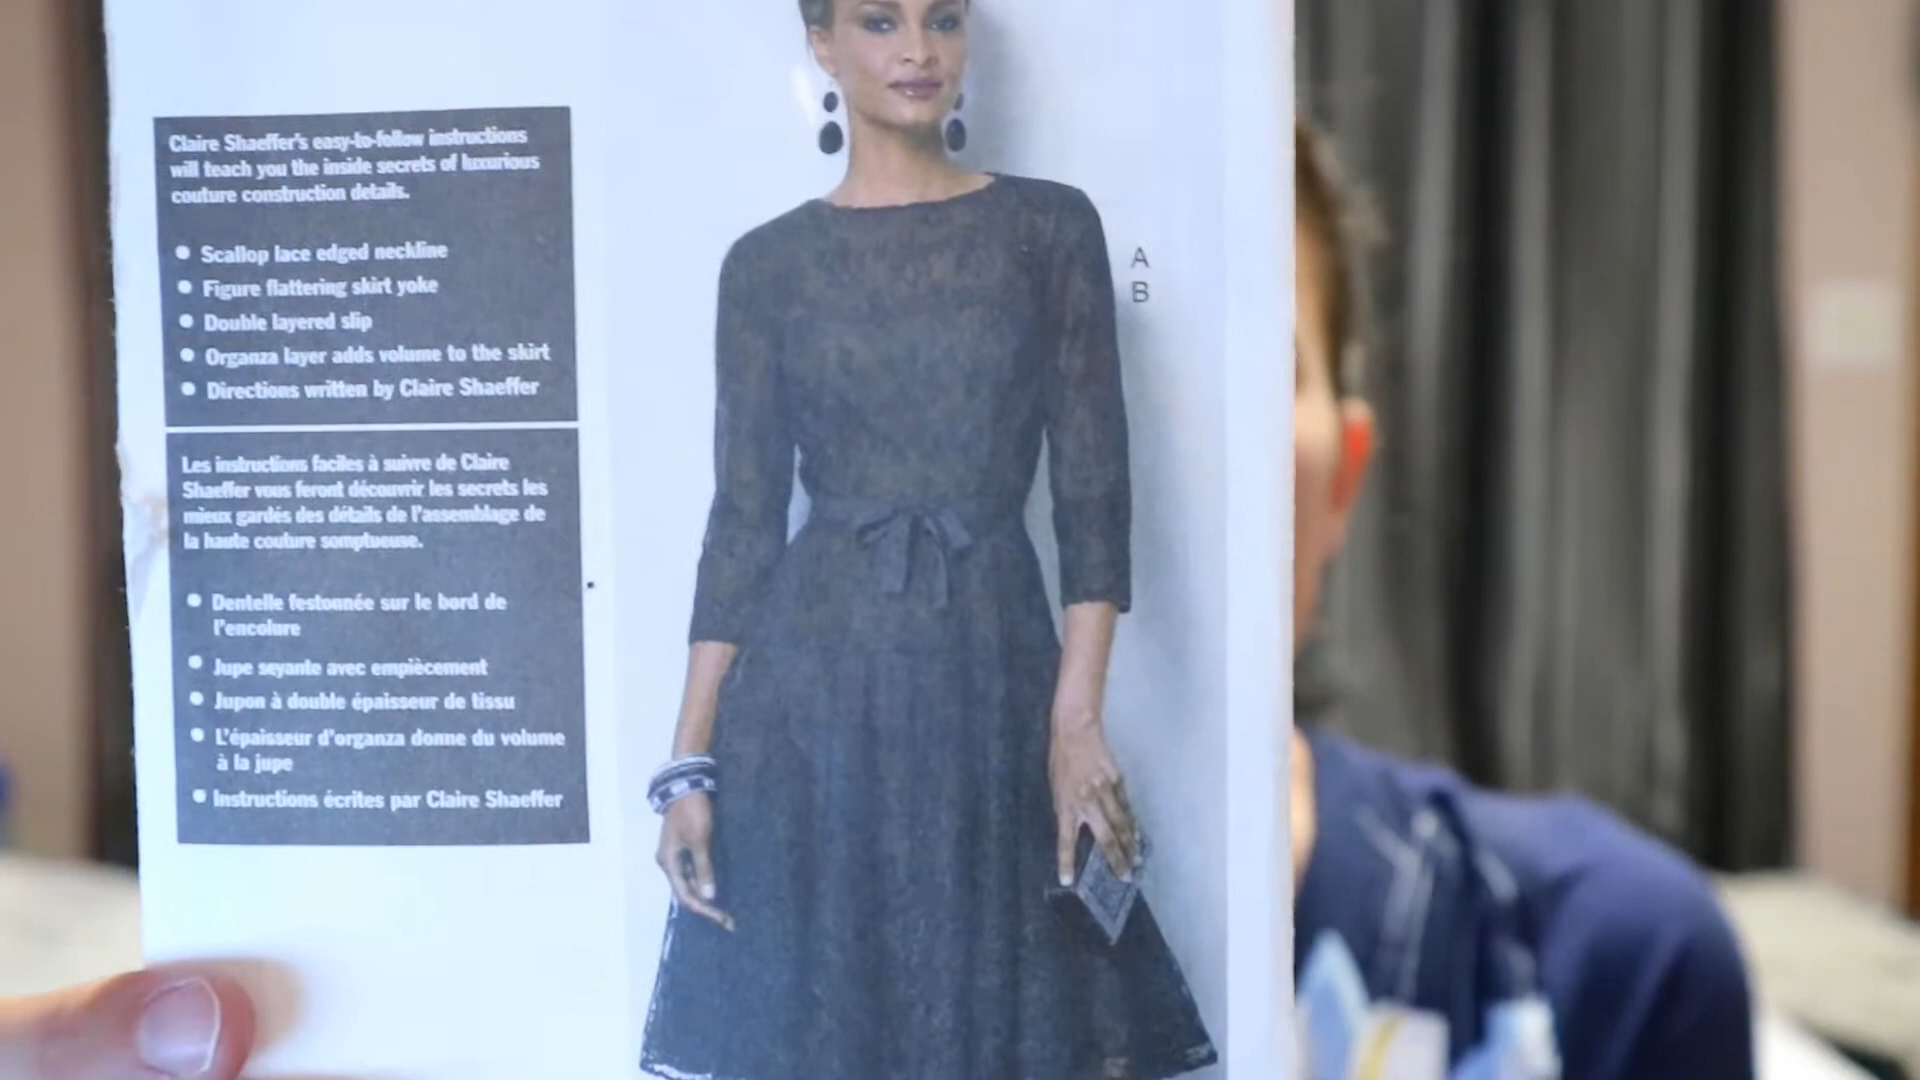 Claire Shaeffer's easy-to-follow instructions
will teach you the inside secrets of luxurious
couture construction details.
● Scallop lace edged neckline
● Figure flattering skirt yoke
● Double layered slip
● Organza layer adds volume to the skirt
● Directions written by Claire Shaeffer
Les instructions faciles à suivre de Claire
Shaeffer vous feront découvrir les secrets les
mieux gardés des détails de l'assemblage de
la haute couture somptueuse.
● Dentelle festonnée sur le bord de
l'encolure
● Jupe seyante avec empiècement
● Jupon à double épaisseur de tissu
● L'épaisseur d'organza donne du volume
à la jupe
● Instructions écrites par Claire Shaeffer
A
B